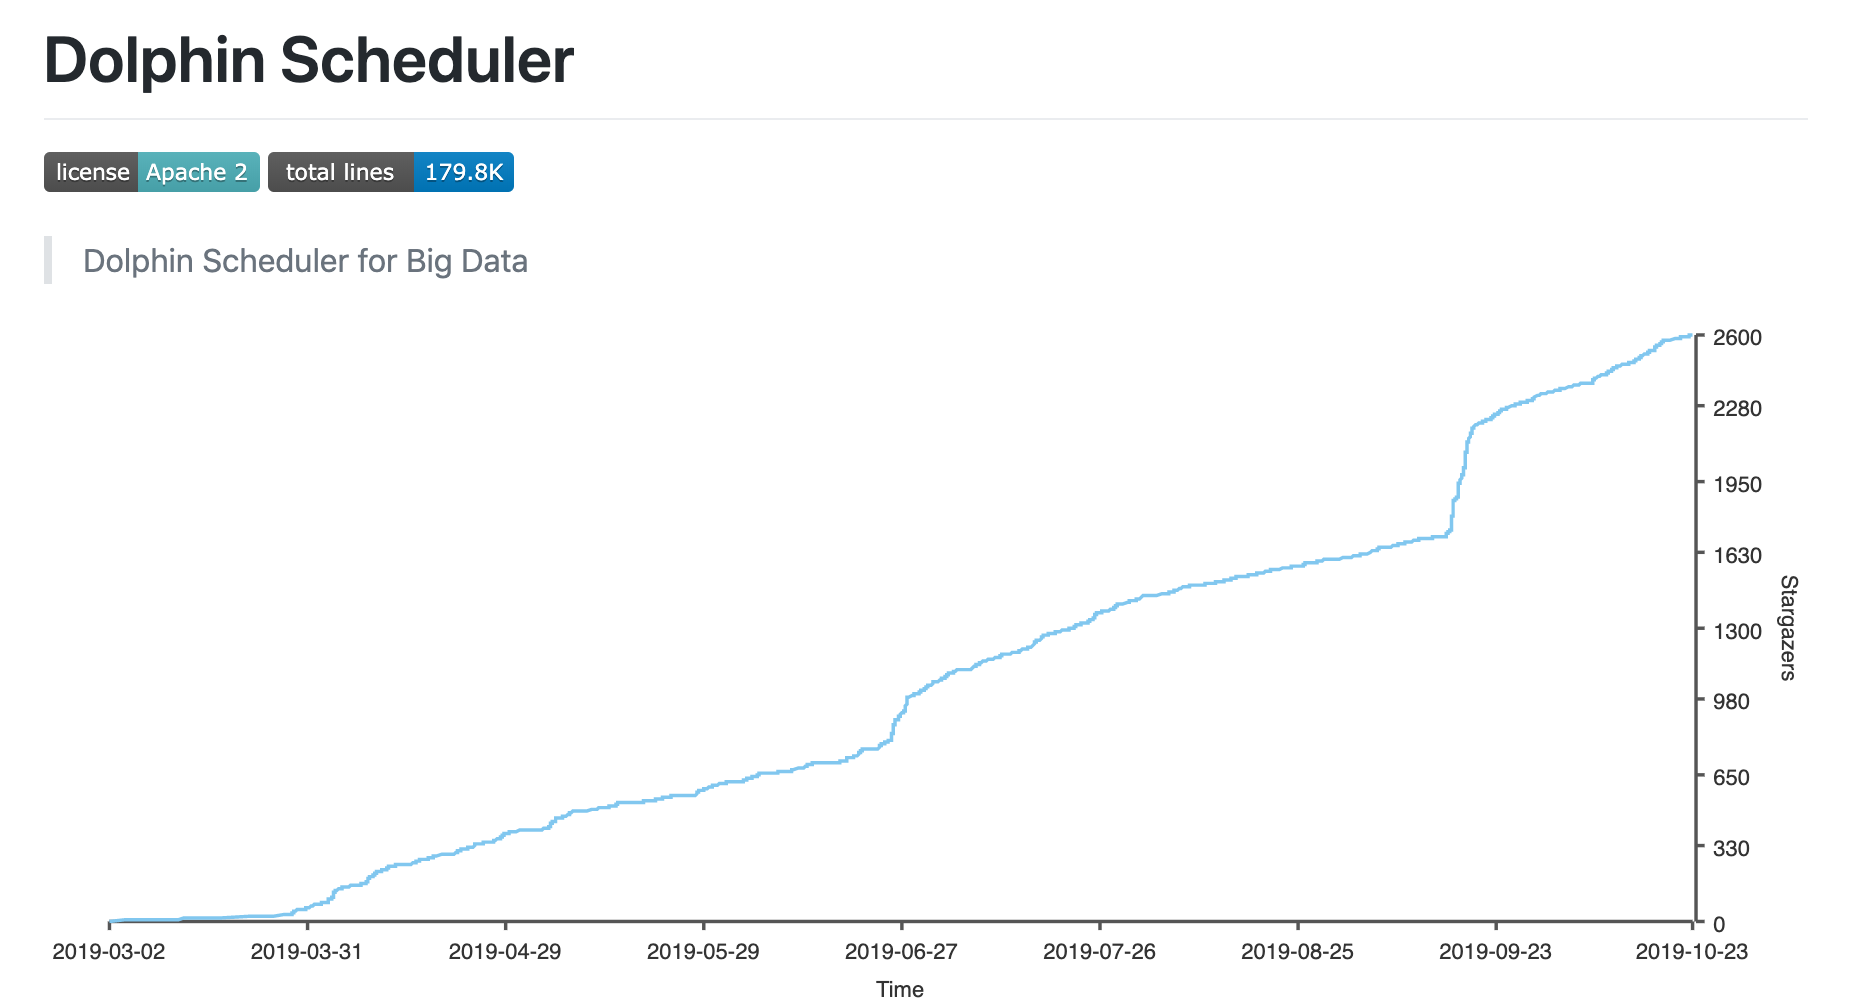 Dolphin Scheduler
license Apache 2 total lines 179.8K
Dolphin Scheduler for Big Data
2600
2280
1950
1630
1300
980
650
330
0
Stargazers
2019-03-02 2019-03-31 2019-04-29 2019-05-29 2019-06-27 2019-07-26 2019-08-25 2019-09-23 2019-10-23
Time